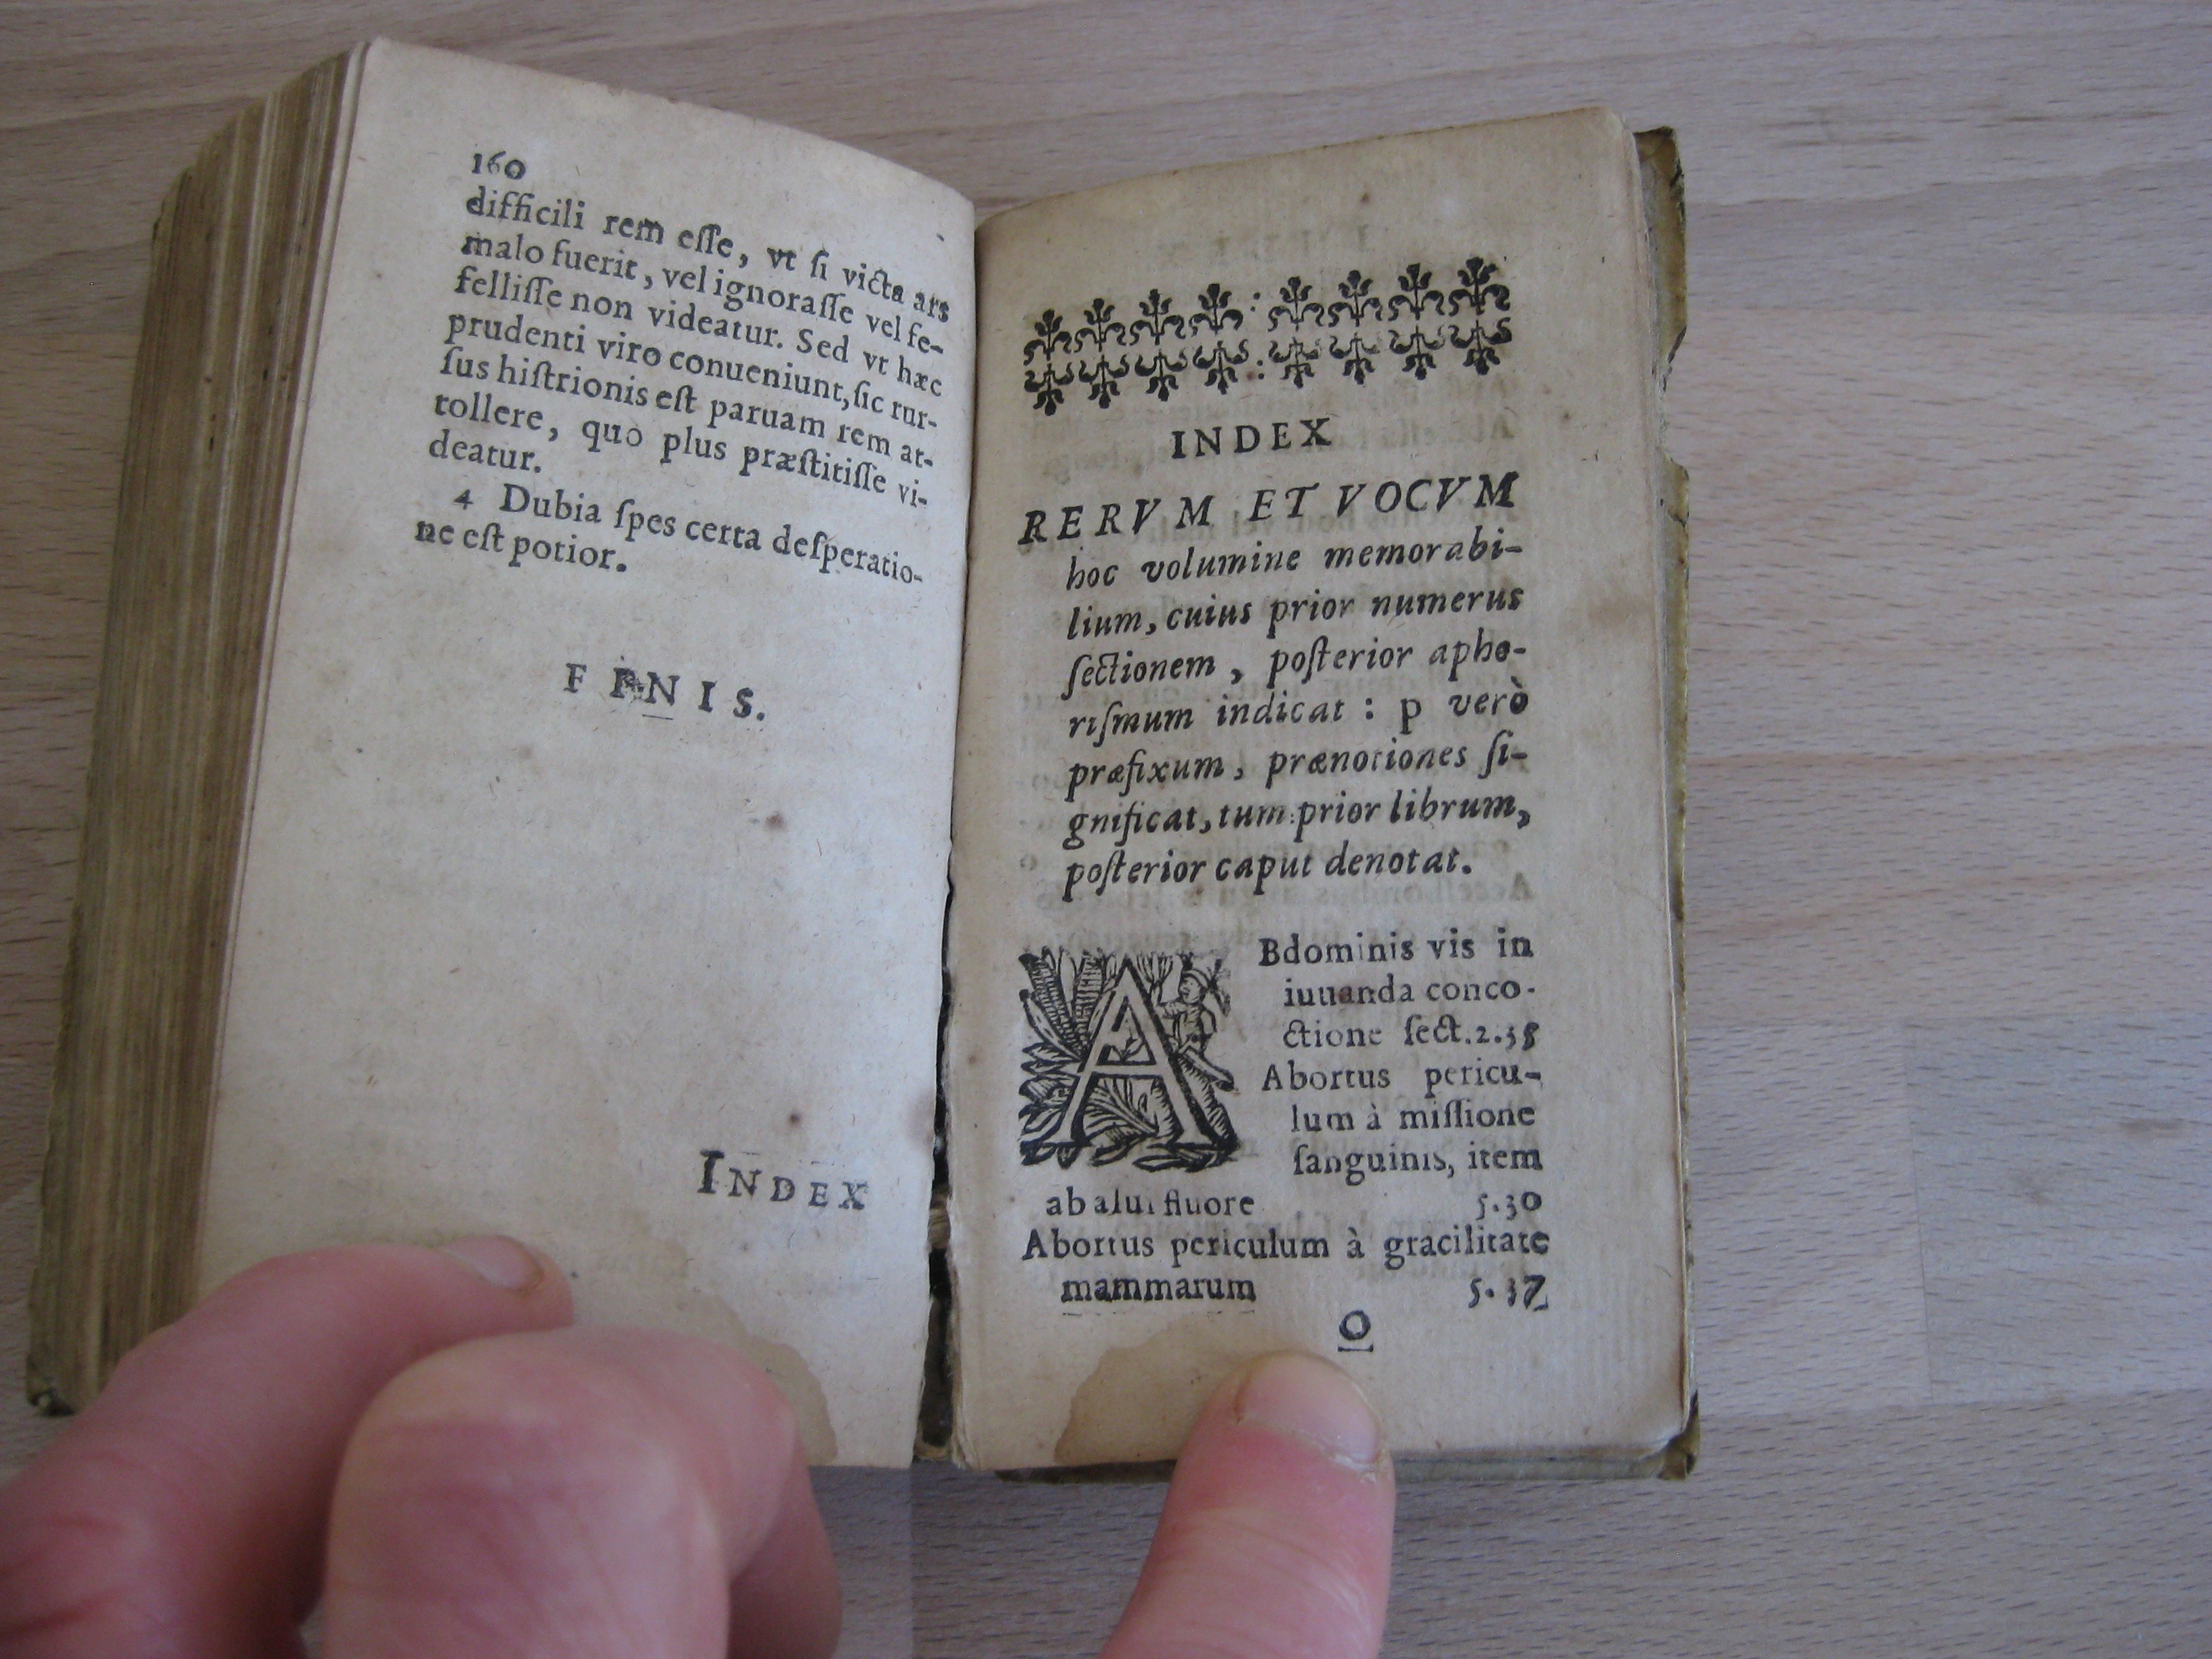 160
difficili rem eſſe, vt ſi victa ars
malo fuerit, vel ignoraſſe vel fe-
felliſſe non videatur. Sed vt hæc
prudenti viro conueniunt, ſic rur-
ſus hiſtrionis eſt paruam rem at-
tollere, quo plus præſtitiſſe vi-
deatur.
4 Dubia ſpes certa deſperatio-
ne eſt potior.
FINIS.
INDEX
INDEX
RERVM ET VOCVM
hoc volumine memorabi-
lium, cuius prior numerus
ſectionem, poſterior apho-
riſmum indicat : p verò
præfixum, prænotiones ſi-
gnificat, tum prior librum,
poſterior caput denotat.
ABdominis vis in
iuuanda conco-
ctione ſect.2.38
Abortus pericu-
lum à miſſione
ſanguinis, item
ab alui fluore 5.30
Abortus periculum à gracilitate
mammarum 5.37
O